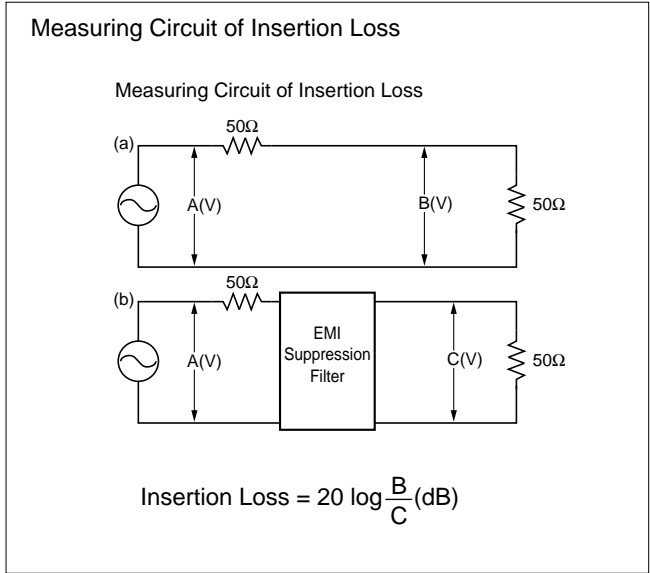 Measuring Circuit of Insertion Loss
Measuring Circuit of Insertion Loss
(a)
50Ω
A(V)
B(V)
50Ω
(b)
50Ω
A(V)
EMI
Suppression
Filter
C(V)
50Ω
Insertion Loss = 20 log B/C (dB)